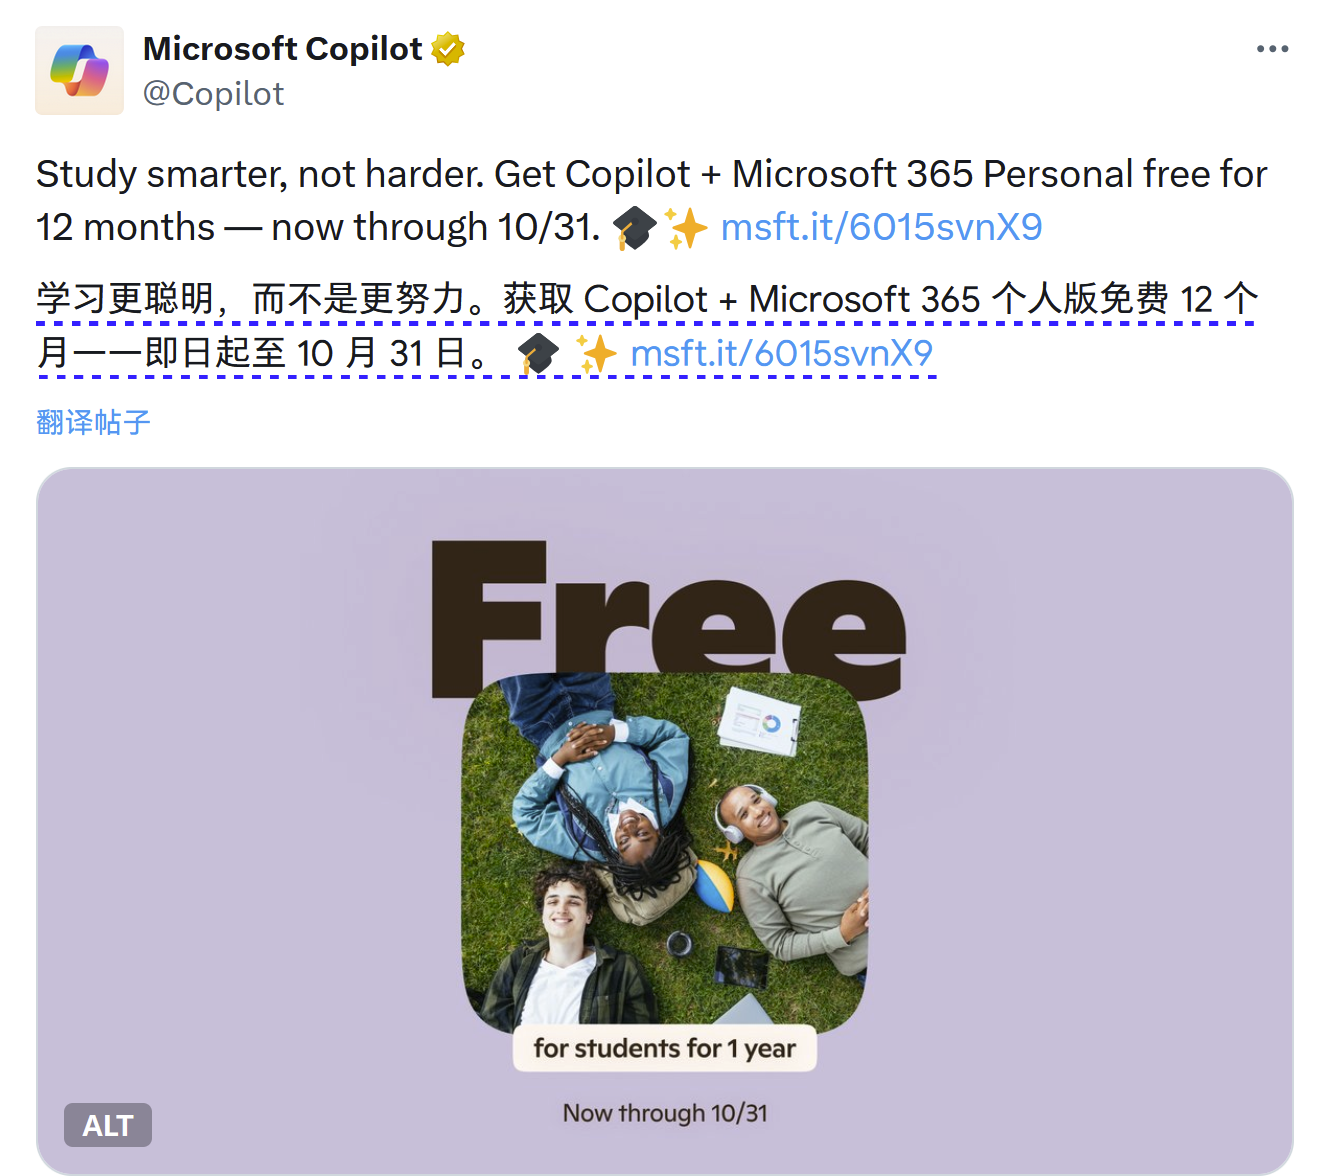 Microsoft Copilot
@Copilot
Study smarter, not harder. Get Copilot + Microsoft 365 Personal free for
12 months — now through 10/31. 🎓✨ msft.it/6015svnX9
学习更聪明，而不是更努力。获取 Copilot + Microsoft 365 个人版免费 12 个
月——即日起至 10 月 31 日。 🎓 ✨ msft.it/6015svnX9
翻译帖子
Free
for students for 1 year
Now through 10/31
ALT